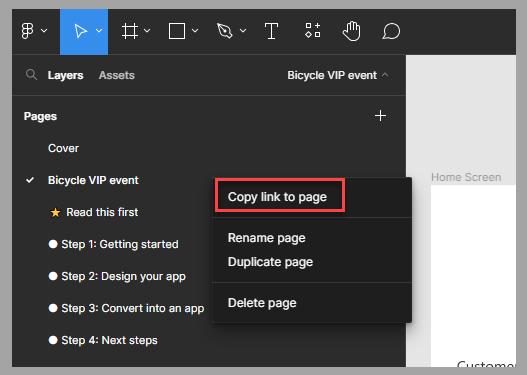 Layers Assets Bicycle VIP event
Pages
Cover
Bicycle VIP event
Home Screen
Read this first
Step 1: Getting started
Step 2: Design your app
Step 3: Convert into an app
Step 4: Next steps
Copy link to page
Rename page
Duplicate page
Delete page
Customer